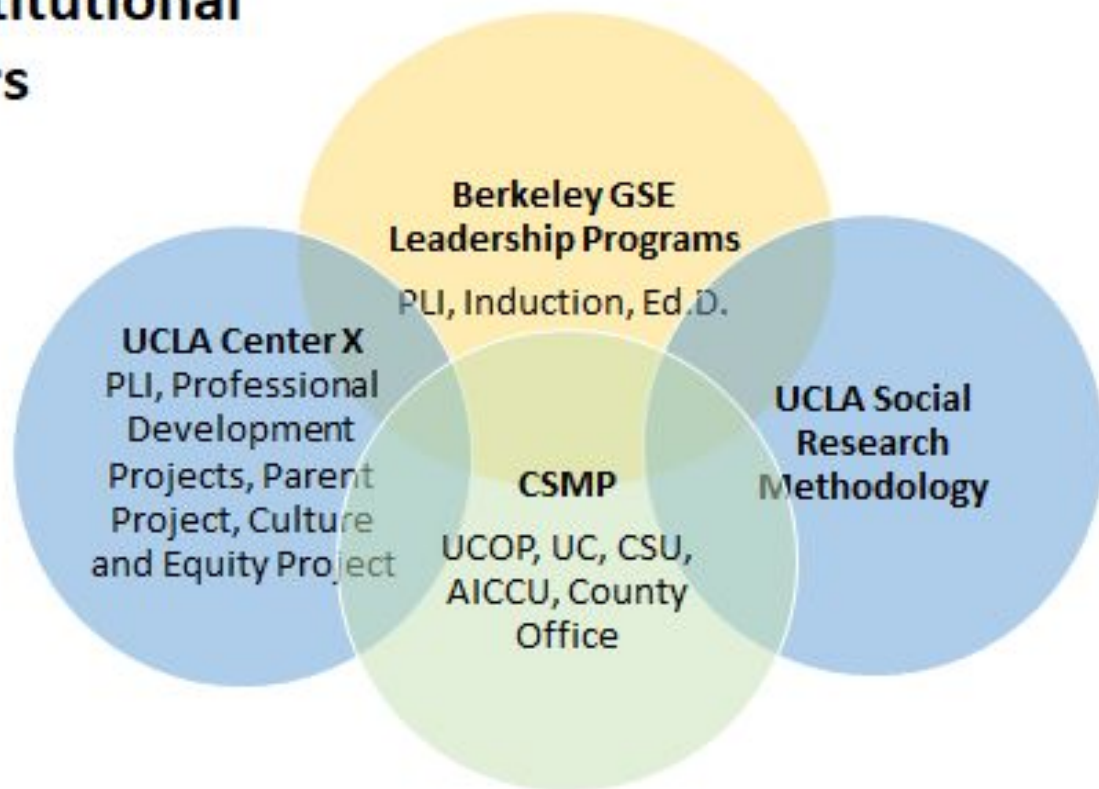 Berkeley GSE
Leadership Programs
PLI, Induction, Ed.D.
UCLA Center X
PLI, Professional
Development
Projects, Parent
Project, Culture
and Equity Project
UCLA Social
Research
Methodology
CSMP
UCOP, UC, CSU,
AICCU, County
Office